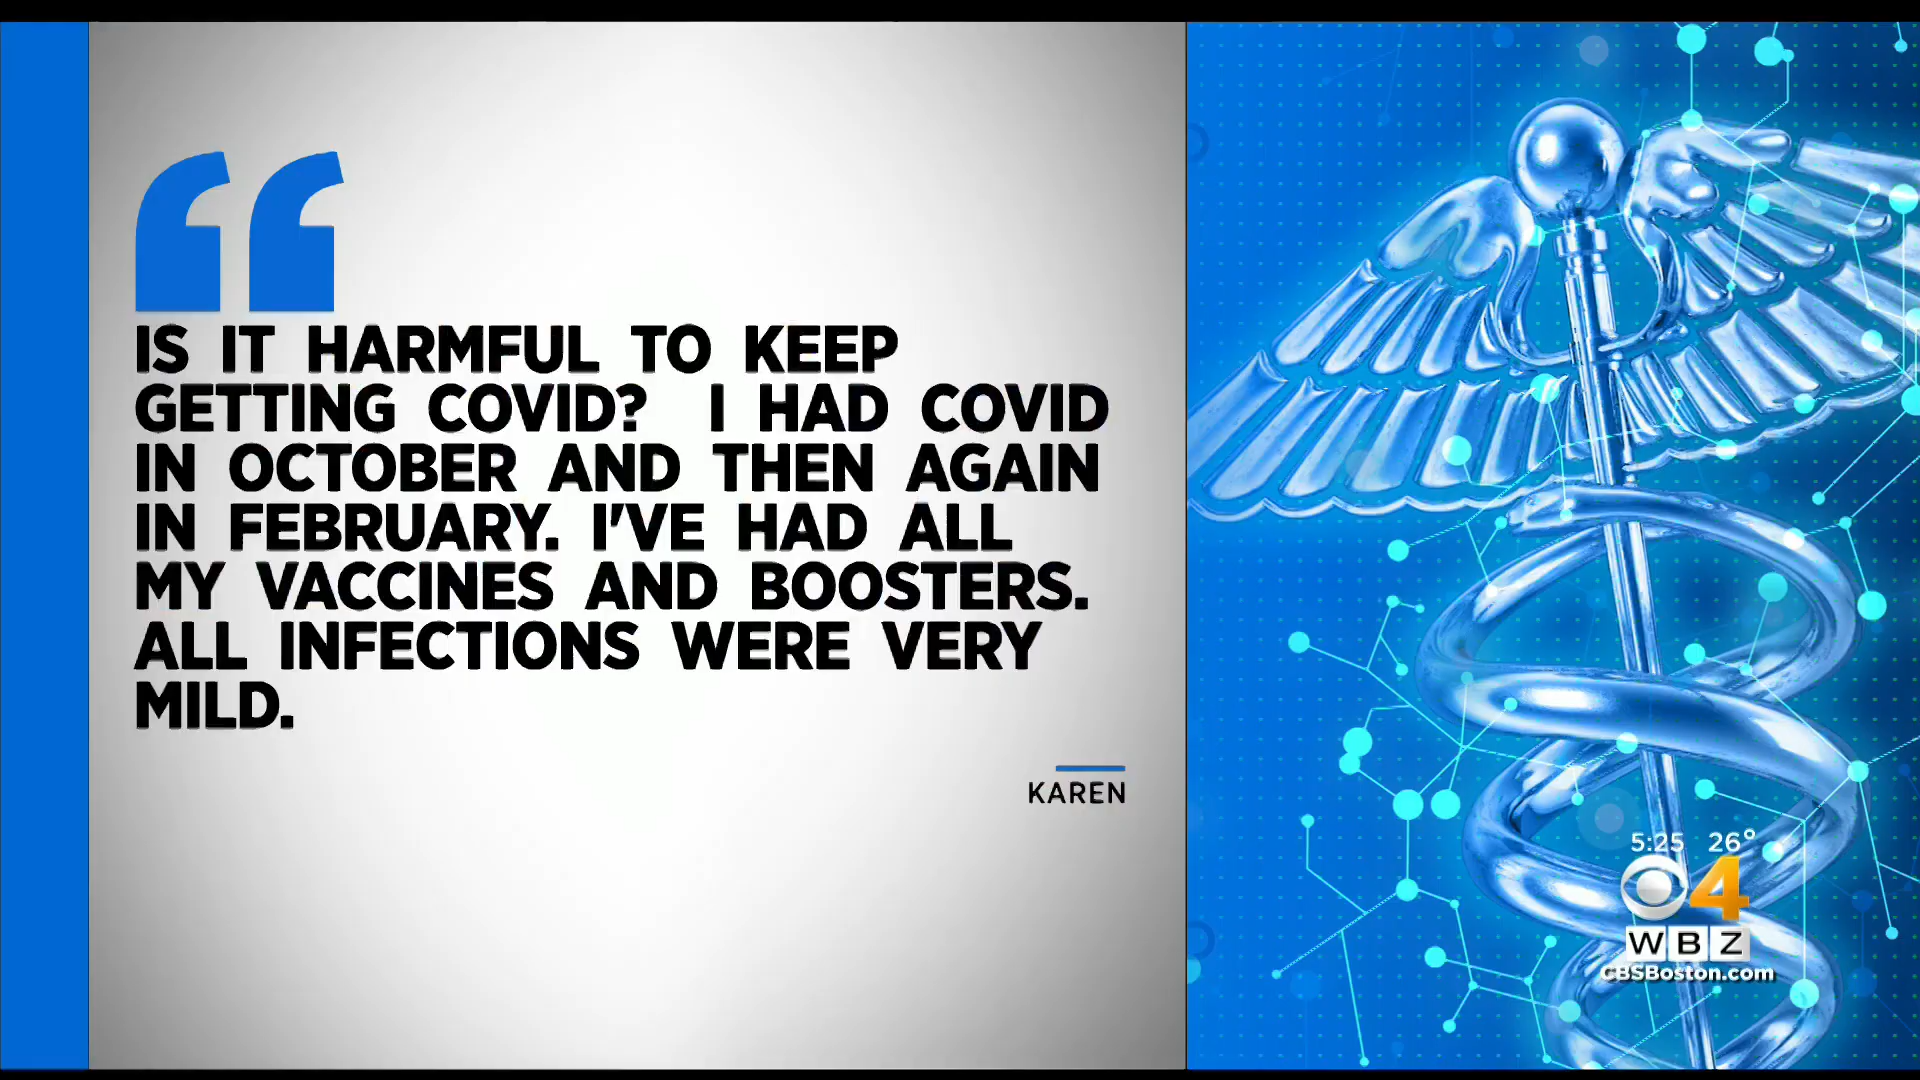 IS IT HARMFUL TO KEEP
GETTING COVID? I HAD COVID
IN OCTOBER AND THEN AGAIN
IN FEBRUARY. I'VE HAD ALL
MY VACCINES AND BOOSTERS.
ALL INFECTIONS WERE VERY
MILD.
KAREN
5:25 26°
4
WBZ
CBSBoston.com